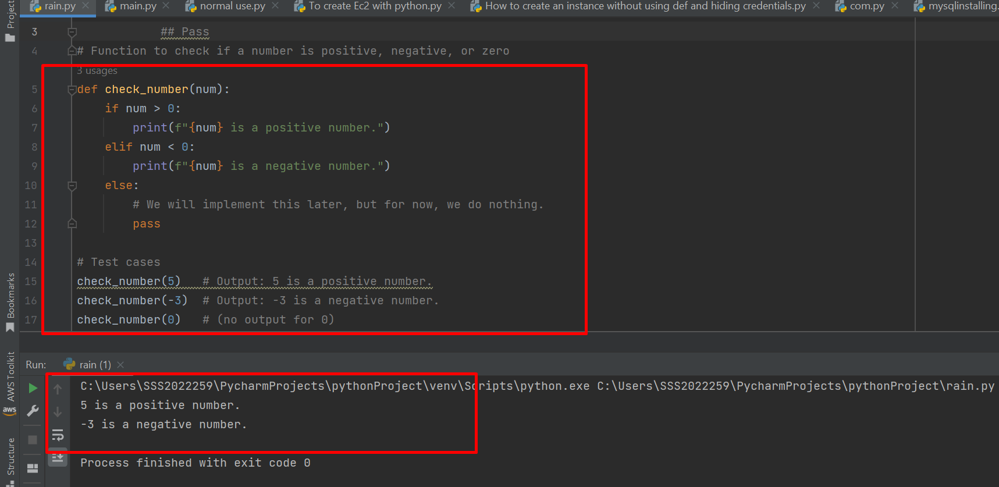 Project
rain.py
main.py
normal use.py
To create Ec2 with python.py
How to create an instance without using def and hiding credentials.py
com.py
mysqlinstalling.
3 ## Pass
4 # Function to check if a number is positive, negative, or zero
3 usages
5 def check_number(num):
6 if num > 0:
7 print(f"{num} is a positive number.")
8 elif num < 0:
9 print(f"{num} is a negative number.")
10 else:
11 # We will implement this later, but for now, we do nothing.
12 pass
13
14 # Test cases
15 check_number(5) # Output: 5 is a positive number.
16 check_number(-3) # Output: -3 is a negative number.
17 check_number(0) # (no output for 0)
Bookmarks
AWS Toolkit
aws
Structure
Run: rain (1)
C:\Users\SSS2022259\PycharmProjects\pythonProject\venv\Scripts\python.exe C:\Users\SSS2022259\PycharmProjects\pythonProject\rain.py
5 is a positive number.
-3 is a negative number.
Process finished with exit code 0